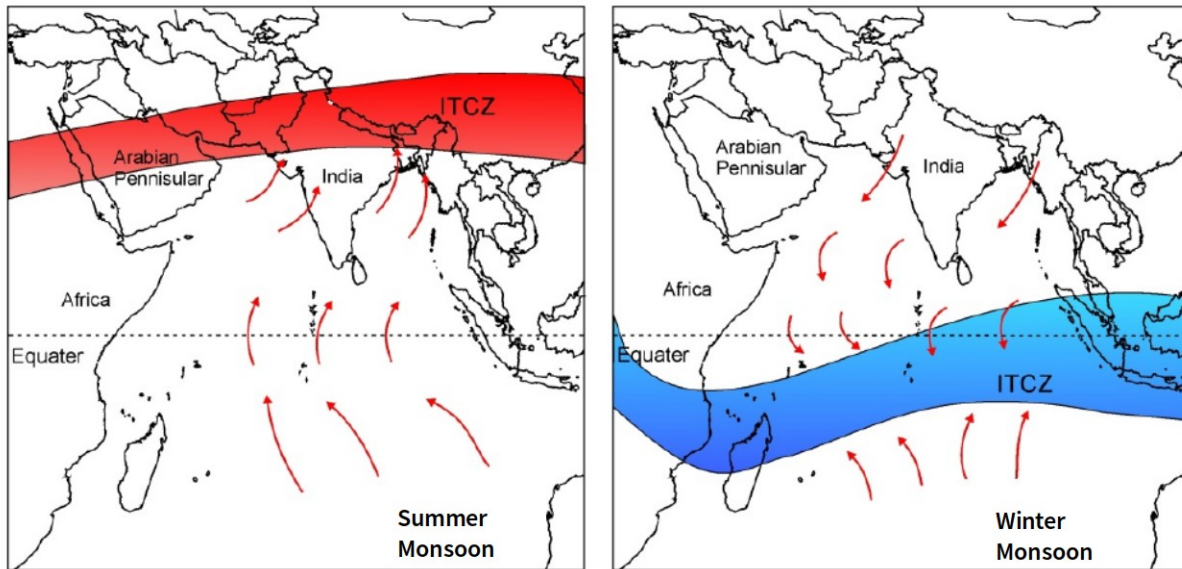 ITCZ
Arabian
Pennisular
India
Africa
Equater
Summer
Monsoon
Arabian
Pennisular
India
Africa
Equater
ITCZ
Winter
Monsoon